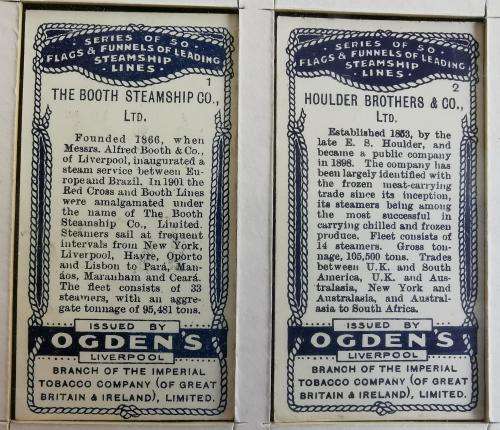 SERIES OF 50
FLAGS & FUNNELS OF LEADING
STEAMSHIP
LINES
1
THE BOOTH STEAMSHIP CO.,
LTD.
Founded 1866, when
Messrs. Alfred Booth & Co.,
of Liverpool, inaugurated a
steam service between Eu-
rope and Brazil. In 1901 the
Red Cross and Booth Lines
were amalgamated under
the name of The Booth
Steamship Co., Limited.
Steamers sail at frequent
intervals from New York,
Liverpool, Havre, Oporto
and Lisbon to Pará, Man-
áos, Maranham and Ceará.
The fleet consists of 33
steamers, with an aggre-
gate tonnage of 95,481 tons.
ISSUED BY
OGDEN'S
LIVERPOOL
BRANCH OF THE IMPERIAL
TOBACCO COMPANY (OF GREAT
BRITAIN & IRELAND), LIMITED.
SERIES OF 50
FLAGS & FUNNELS OF LEADING
STEAMSHIP
LINES
2
HOULDER BROTHERS & CO.,
LTD.
Established 1853, by the
late E. S. Houlder, and
became a public company
in 1898. The company has
been largely identified with
the frozen meat-carrying
trade since its inception,
its steamers being among
the most successful in
carrying chilled and frozen
produce. Fleet consists of
14 steamers. Gross ton-
nage, 105,500 tons. Trades
between U.K. and South
America, U.K. and Aus-
tralasia, New York and
Australasia, and Austral-
asia to South Africa.
ISSUED BY
OGDEN'S
LIVERPOOL
BRANCH OF THE IMPERIAL
TOBACCO COMPANY (OF GREAT
BRITAIN & IRELAND), LIMITED.